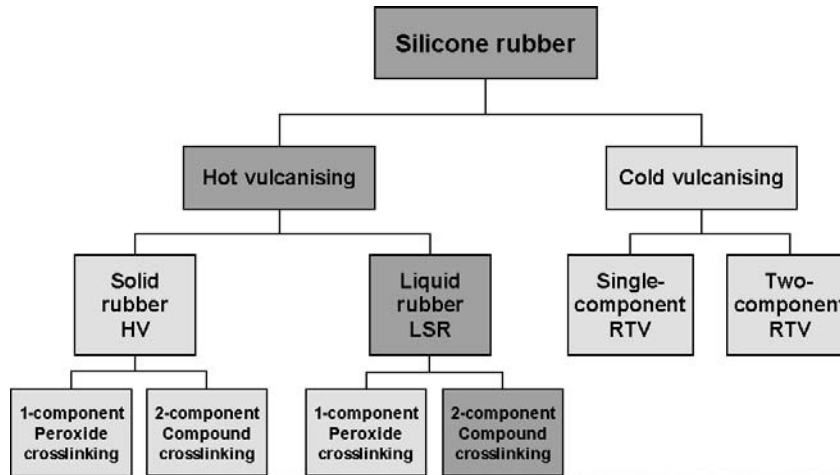 Silicone rubber
Hot vulcanising
Cold vulcanising
Solid
rubber
HV
Liquid
rubber
LSR
Single-
component
RTV
Two-
component
RTV
1-component
Peroxide
crosslinking
2-component
Compound
crosslinking
1-component
Peroxide
crosslinking
2-component
Compound
crosslinking